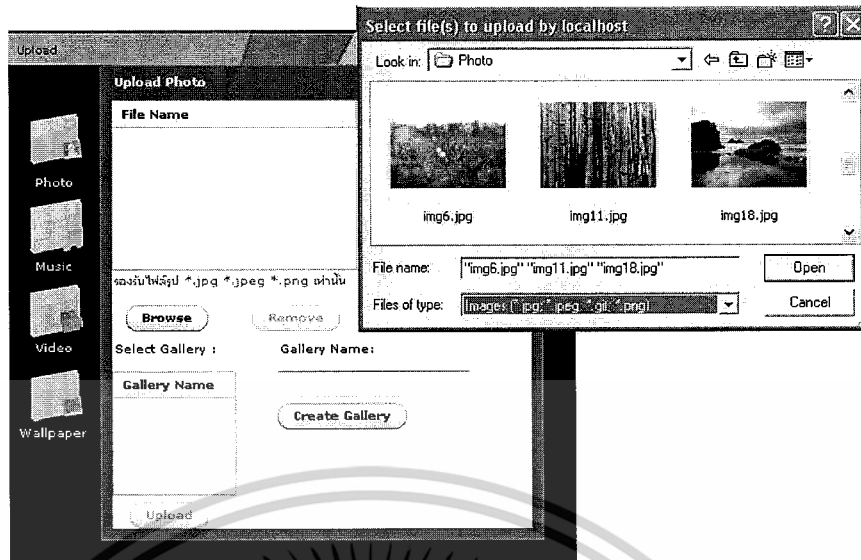 Upload
Upload Photo
File Name
Photo
Music
Video
Wallpaper
รองรับไฟล์รูป *.jpg *.jpeg *.png เท่านั้น
Browse
Remove
Select Gallery :
Gallery Name:
Gallery Name
Create Gallery
Upload
Select file(s) to upload by localhost
Look in:
Photo
img6.jpg
img11.jpg
img18.jpg
File name:
"img6.jpg" "img11.jpg" "img18.jpg"
Open
Files of type:
Images (*.jpg;*.jpeg;*.gif;*.png)
Cancel